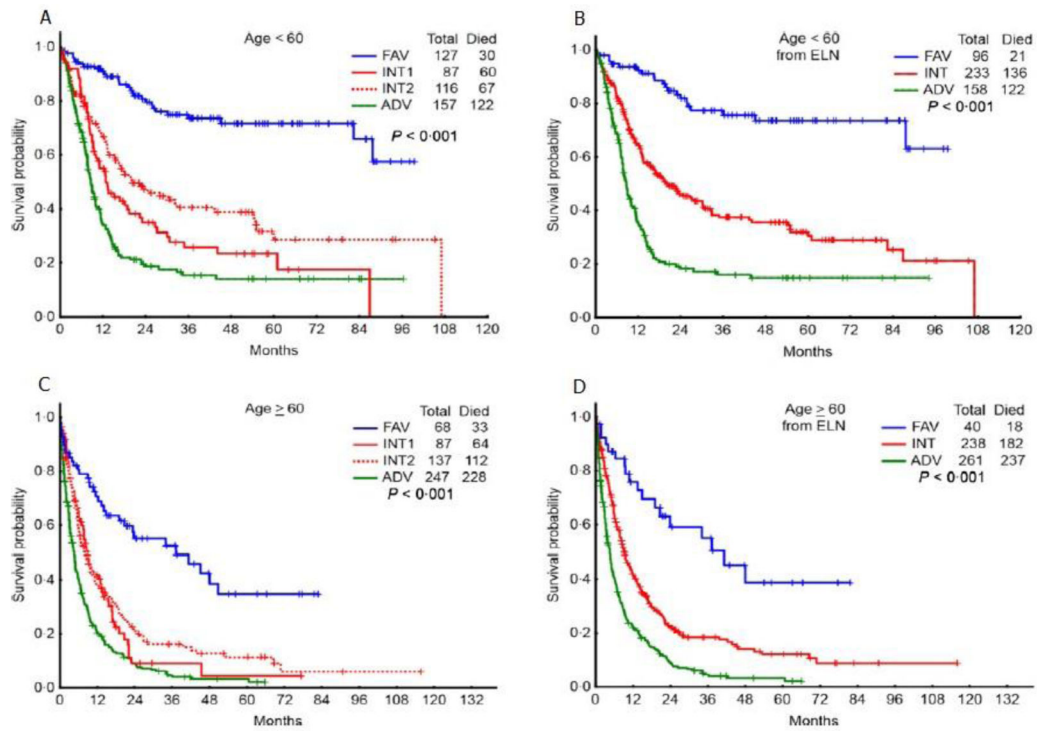 A
Age < 60
Total Died
FAV 127 30
INT1 87 60
INT2 116 67
ADV 157 122
P < 0·001
Survival probability
1·0
0·8
0·6
0·4
0·2
0·0
0 12 24 36 48 60 72 84 96 108 120
Months
B
Age < 60
from ELN
Total Died
FAV 96 21
INT 233 136
ADV 158 122
P < 0·001
Survival probability
1·0
0·8
0·6
0·4
0·2
0·0
0 12 24 36 48 60 72 84 96 108 120
Months
C
Age ≥ 60
Total Died
FAV 68 33
INT1 87 64
INT2 137 112
ADV 247 228
P < 0·001
Survival probability
1·0
0·8
0·6
0·4
0·2
0·0
0 12 24 36 48 60 72 84 96 108 120 132
Months
D
Age ≥ 60
from ELN
Total Died
FAV 40 18
INT 238 182
ADV 261 237
P < 0·001
Survival probability
1·0
0·8
0·6
0·4
0·2
0·0
0 12 24 36 48 60 72 84 96 108 120 132
Months